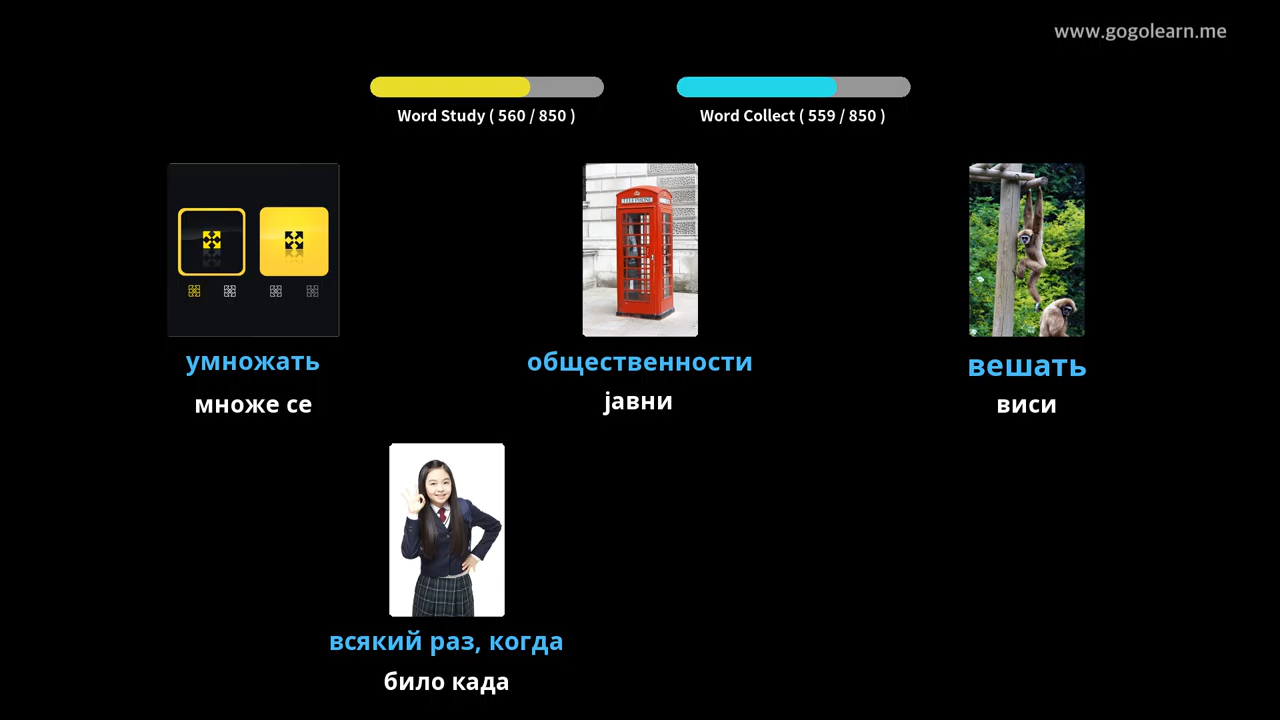 www.gogolearn.me
Word Study ( 560 / 850 )
Word Collect ( 559 / 850 )
TELEPHONE
умножать
общественности
вешать
множе се
јавни
виси
всякий раз, когда
било када